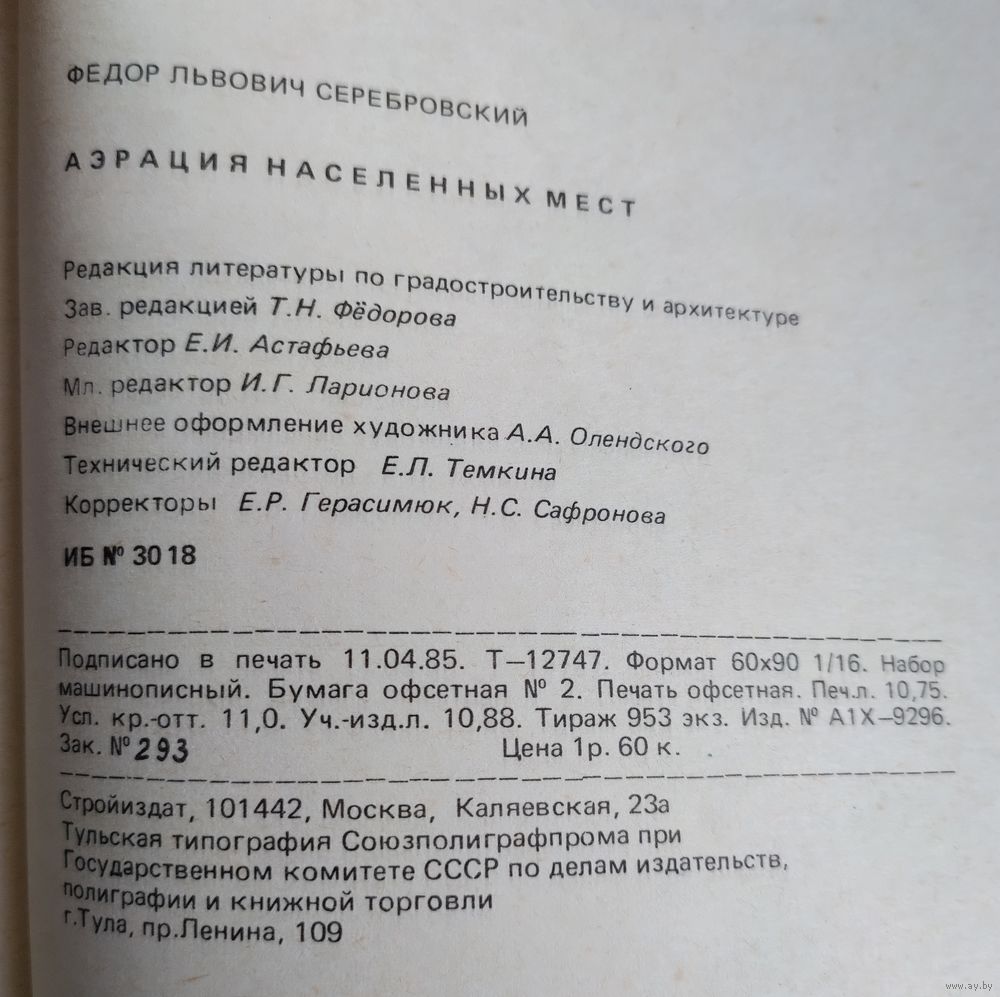 ФЕДОР ЛЬВОВИЧ СЕРЕБРОВСКИЙ
АЭРАЦИЯ НАСЕЛЕННЫХ МЕСТ
Редакция литературы по градостроительству и архитектуре
Зав. редакцией Т.Н. Фёдорова
Редактор Е.И. Астафьева
Мл. редактор И.Г. Ларионова
Внешнее оформление художника А.А. Олендского
Технический редактор Е.Л. Темкина
Корректоры Е.Р. Герасимюк, Н.С. Сафронова
ИБ № 3018
Подписано в печать 11.04.85. Т—12747. Формат 60х90 1/16. Набор
машинописный. Бумага офсетная № 2. Печать офсетная. Печ.л. 10,75.
Усл. кр.-отт. 11,0. Уч.-изд.л. 10,88. Тираж 953 экз. Изд. № А1Х—9296.
Зак. № 293 Цена 1р. 60 к.
Стройиздат, 101442, Москва, Каляевская, 23а
Тульская типография Союзполиграфпрома при
Государственном комитете СССР по делам издательств,
полиграфии и книжной торговли
г.Тула, пр.Ленина, 109
www.ay.by